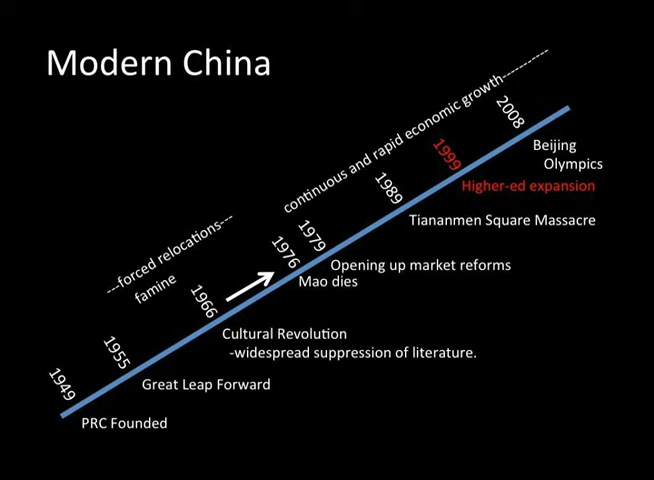 Modern China
---forced relocations---
famine
continuous and rapid economic growth-----------
1949
PRC Founded
1955
Great Leap Forward
1966
Cultural Revolution
-widespread suppression of literature.
1976
Mao dies
1979
Opening up market reforms
1989
Tiananmen Square Massacre
1999
Higher-ed expansion
2008
Beijing
Olympics